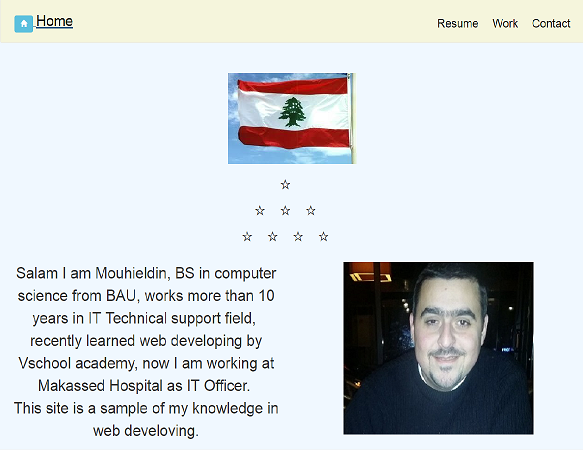 Home
Resume Work Contact
☆
☆ ☆ ☆
☆ ☆ ☆ ☆
Salam I am Mouhieldin, BS in computer
science from BAU, works more than 10
years in IT Technical support field,
recently learned web developing by
Vschool academy, now I am working at
Makassed Hospital as IT Officer.
This site is a sample of my knowledge in
web develoving.